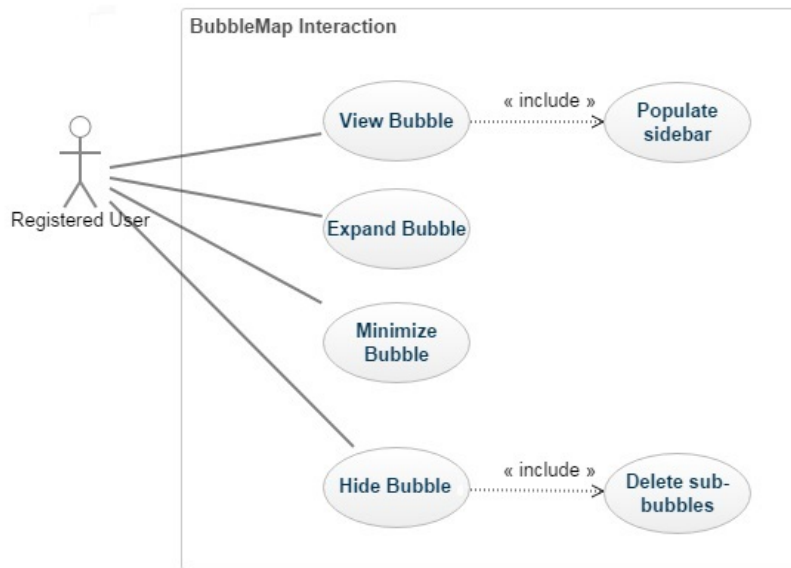 BubbleMap Interaction
View Bubble
« include »
Populate
sidebar
Registered User
Expand Bubble
Minimize
Bubble
Hide Bubble
« include »
Delete sub-
bubbles